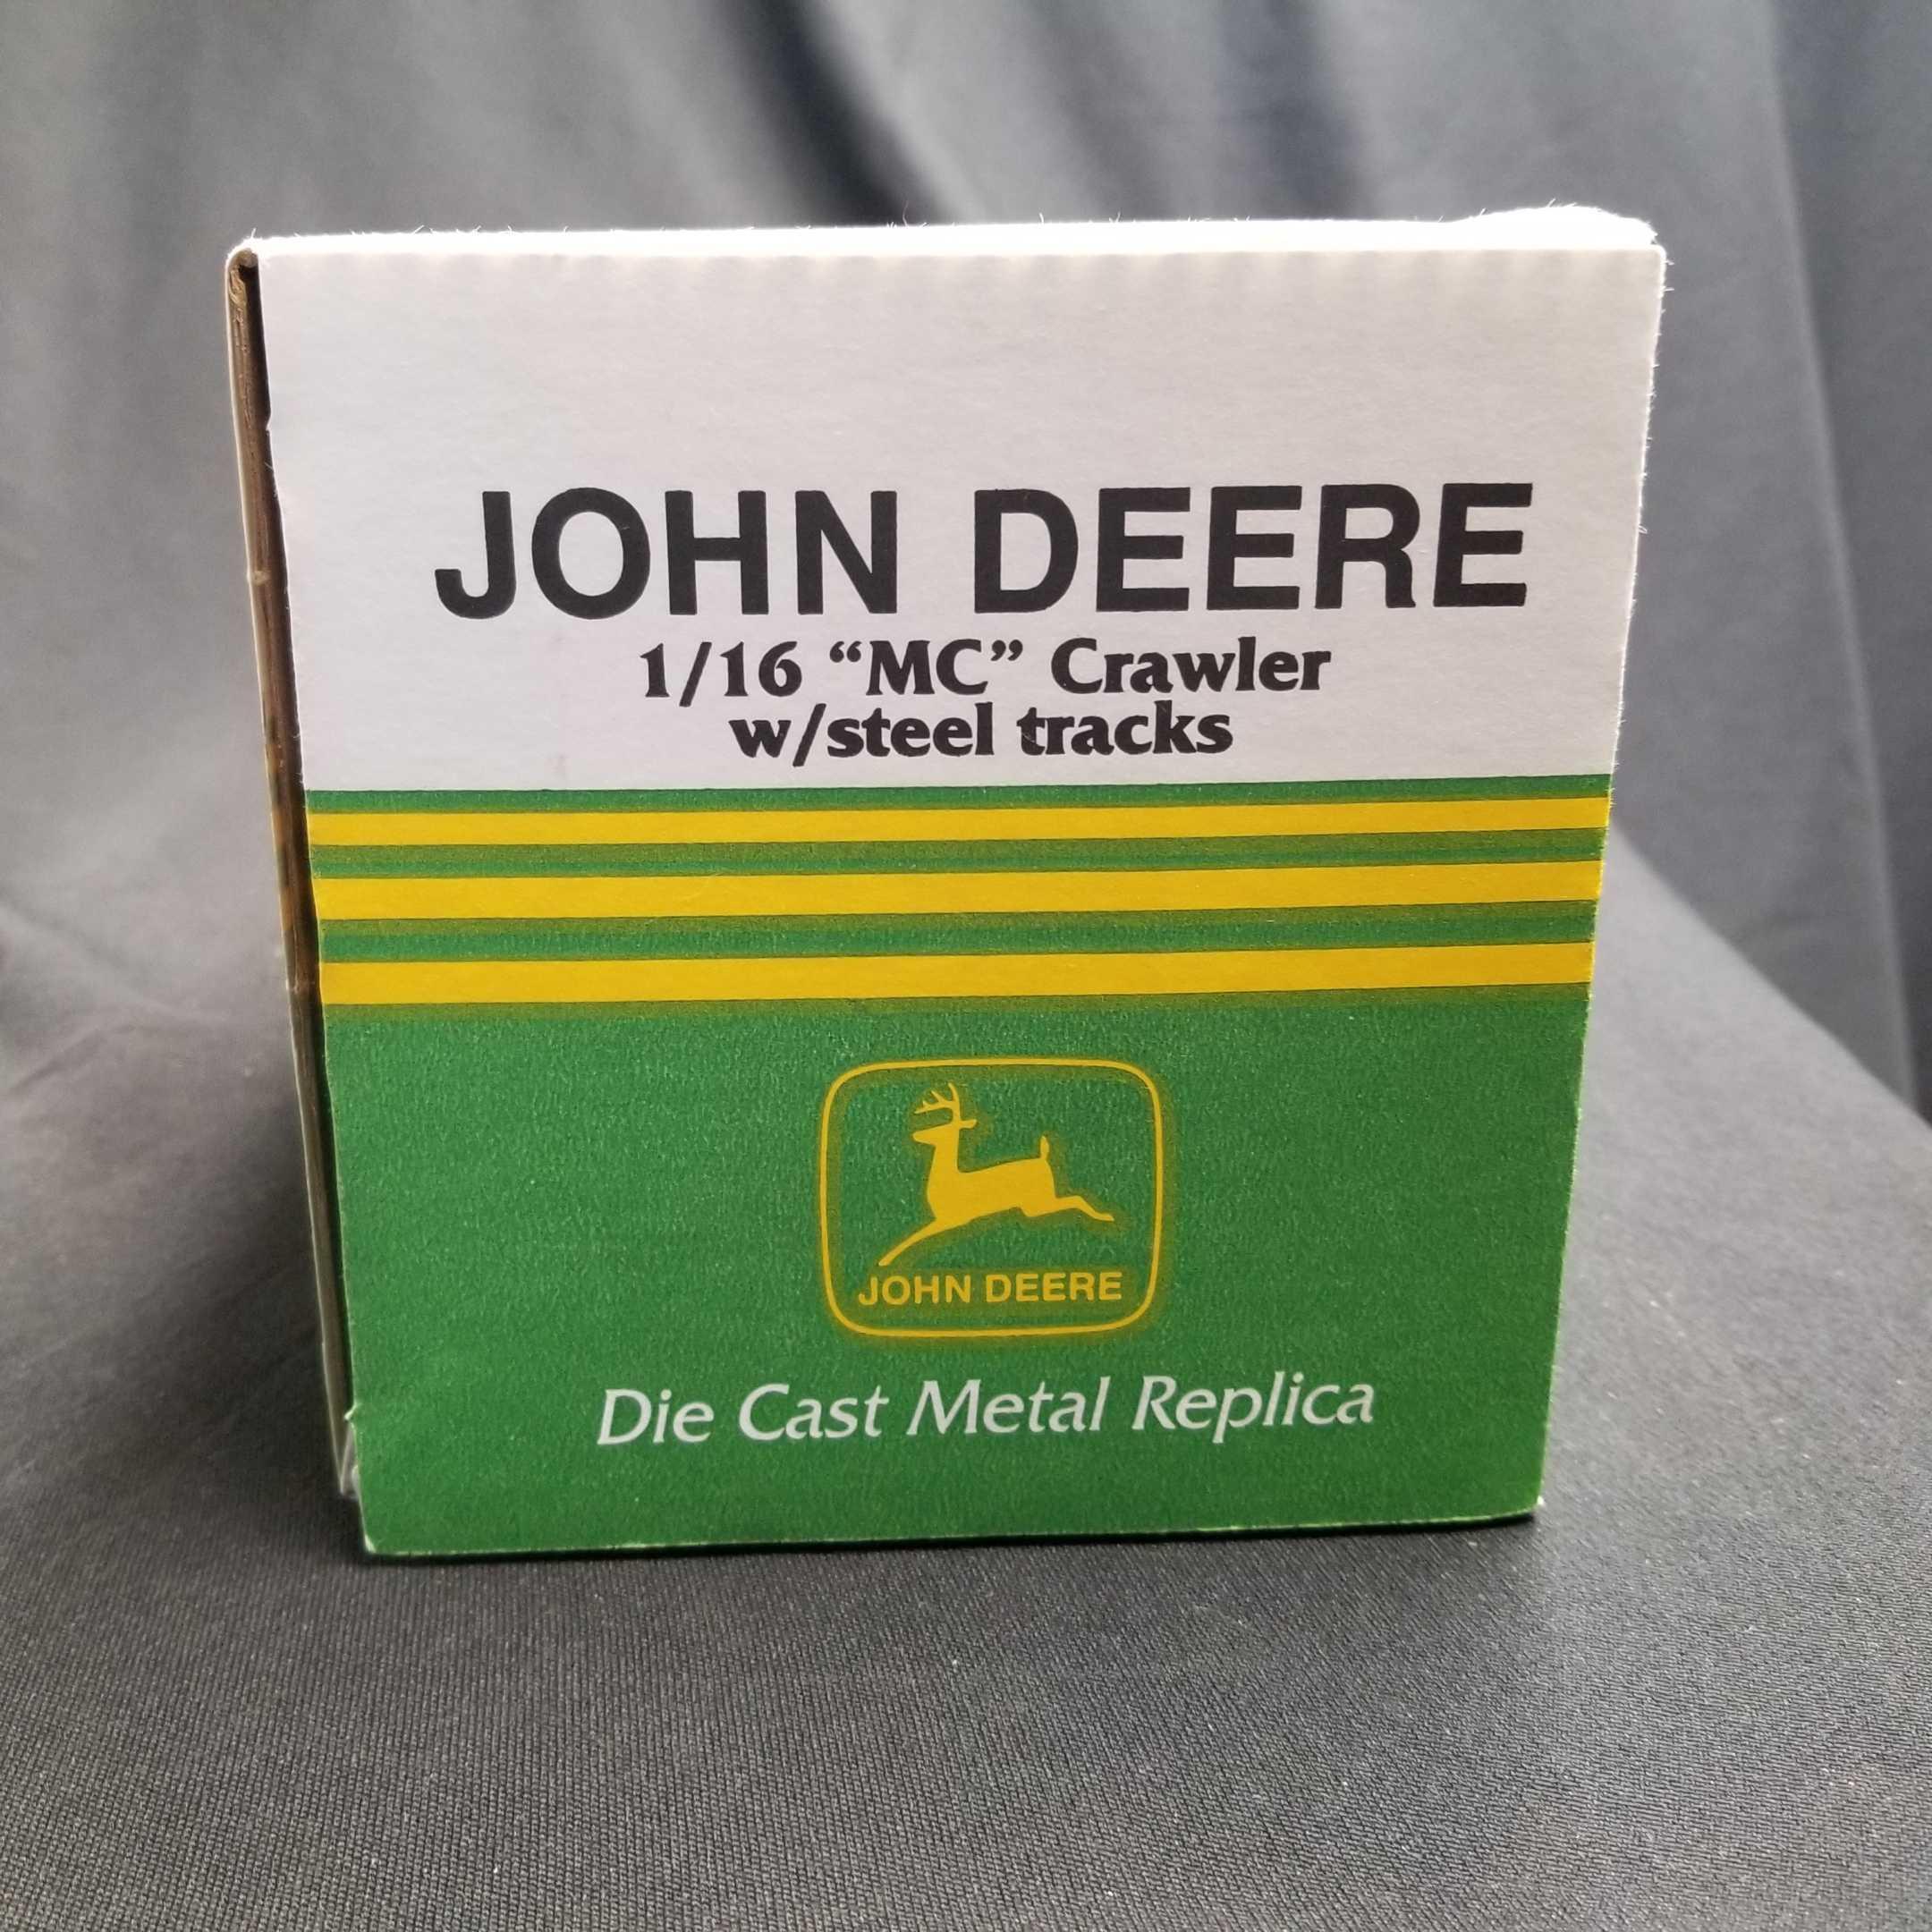 JOHN DEERE
1/16 “MC” Crawler
w/steel tracks
JOHN DEERE
Die Cast Metal Replica